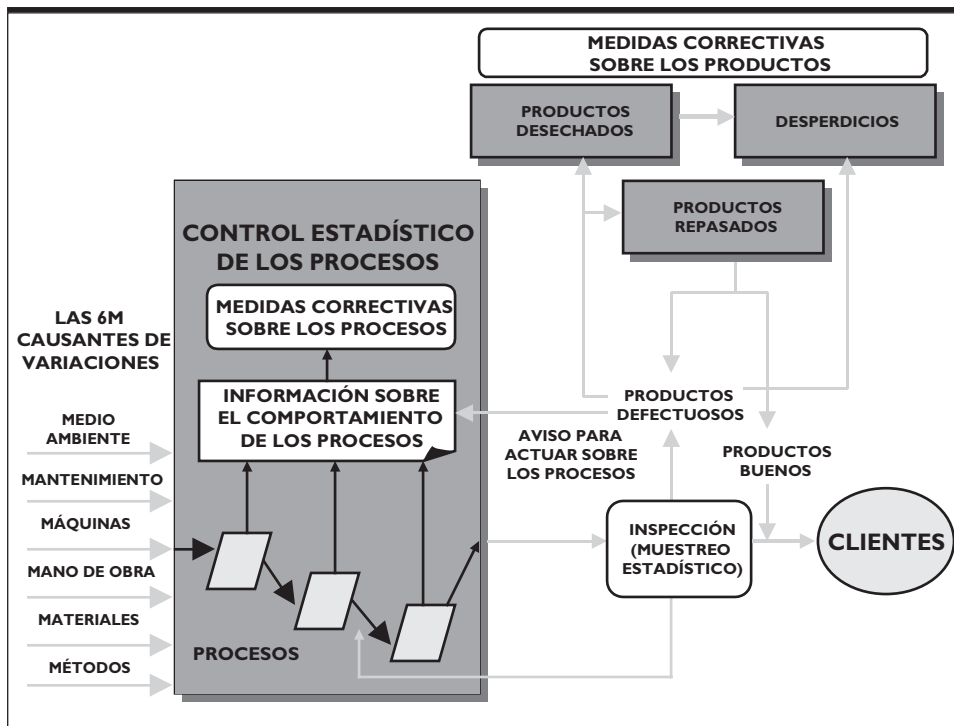 MEDIDAS CORRECTIVAS
SOBRE LOS PRODUCTOS
PRODUCTOS
DESECHADOS
DESPERDICIOS
PRODUCTOS
REPASADOS
CONTROL ESTADÍSTICO
DE LOS PROCESOS
MEDIDAS CORRECTIVAS
SOBRE LOS PROCESOS
LAS 6M
CAUSANTES DE
VARIACIONES
INFORMACIÓN SOBRE
EL COMPORTAMIENTO
DE LOS PROCESOS
PRODUCTOS
DEFECTUOSOS
AVISO PARA
ACTUAR SOBRE
LOS PROCESOS
PRODUCTOS
BUENOS
MEDIO
AMBIENTE
MANTENIMIENTO
MÁQUINAS
MANO DE OBRA
MATERIALES
MÉTODOS
INSPECCIÓN
(MUESTREO
ESTADÍSTICO)
CLIENTES
PROCESOS